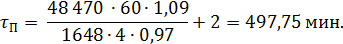 τ_П = (48 470 · 60 · 1,09) / (1648 · 4 · 0,97) + 2 = 497,75 мин.